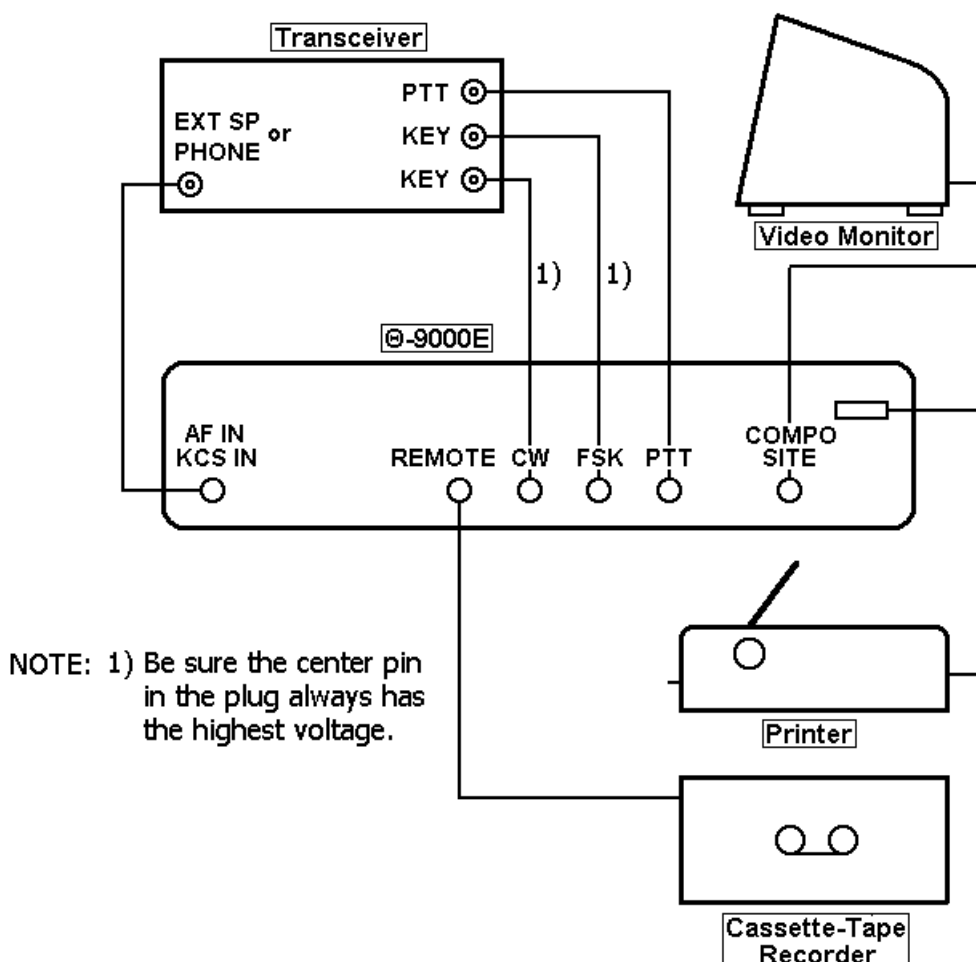 Transceiver
PTT
EXT SP or
PHONE
KEY
KEY
Video Monitor
1)
1)
Θ-9000E
AF IN
KCS IN
REMOTE
CW
FSK
PTT
COMPO
SITE
NOTE: 1) Be sure the center pin
in the plug always has
the highest voltage.
Printer
Cassette-Tape
Recorder